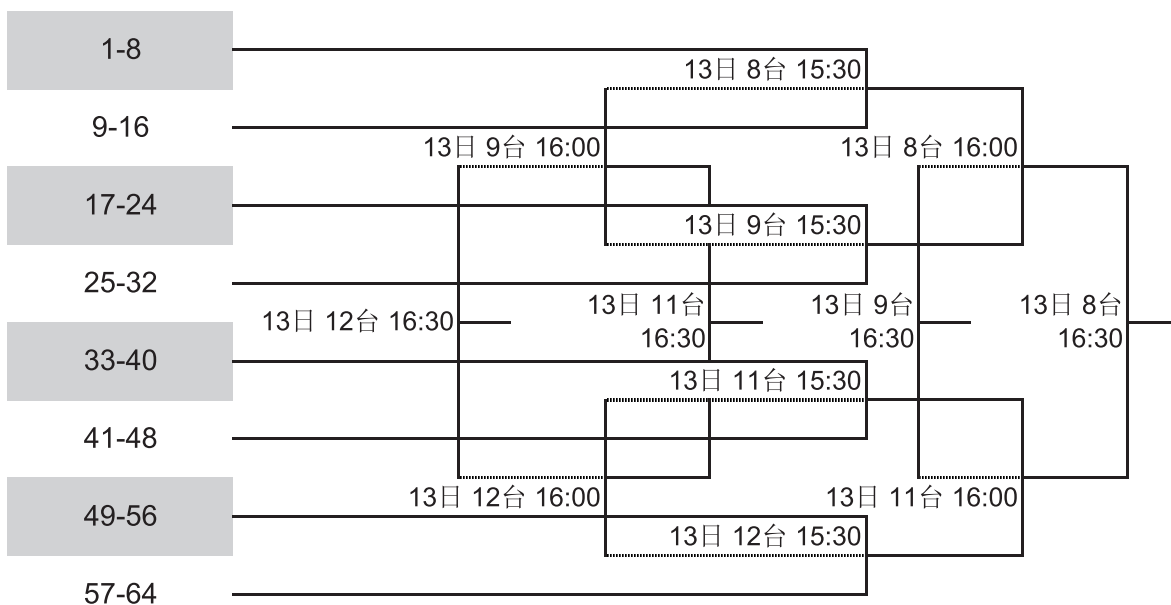 1-8
13日 8台 15:30
9-16
13日 9台 16:00
13日 8台 16:00
17-24
13日 9台 15:30
25-32
13日 12台 16:30
13日 11台
16:30
13日 9台
16:30
13日 8台
16:30
33-40
13日 11台 15:30
41-48
13日 12台 16:00
13日 11台 16:00
49-56
13日 12台 15:30
57-64